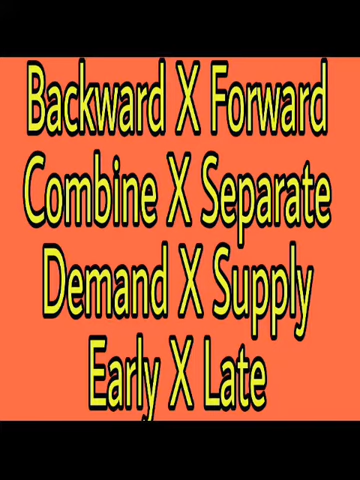 Backward X Forward
Combine X Separate
Demand X Supply
Early X Late